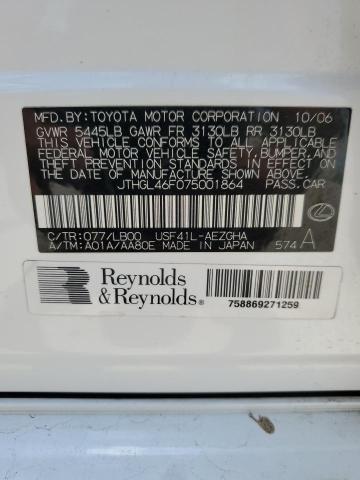 MFD. BY: TOYOTA MOTOR CORPORATION 10/06
GVWR 5445LB GAWR FR 3130LB RR 3130LB
THIS VEHICLE CONFORMS TO ALL APPLICABLE
FEDERAL MOTOR VEHICLE SAFETY, BUMPER, AND
THEFT PREVENTION STANDARDS IN EFFECT ON
THE DATE OF MANUFACTURE SHOWN ABOVE.
JTHGL46F075001864 PASS.CAR
C/TR:077/LB00 USF41L-AEZGHA
A/TM:A01A/AA80E MADE IN JAPAN 574 A
Reynolds
& Reynolds®
758869271259